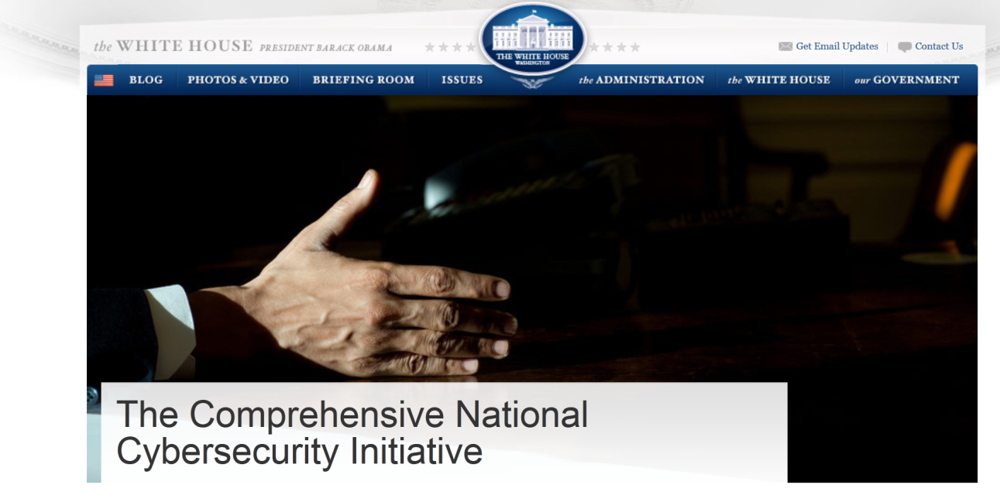 the WHITE HOUSE PRESIDENT BARACK OBAMA
THE WHITE HOUSE
WASHINGTON
Get Email Updates
Contact Us
BLOG
PHOTOS & VIDEO
BRIEFING ROOM
ISSUES
the ADMINISTRATION
the WHITE HOUSE
our GOVERNMENT
The Comprehensive National
Cybersecurity Initiative